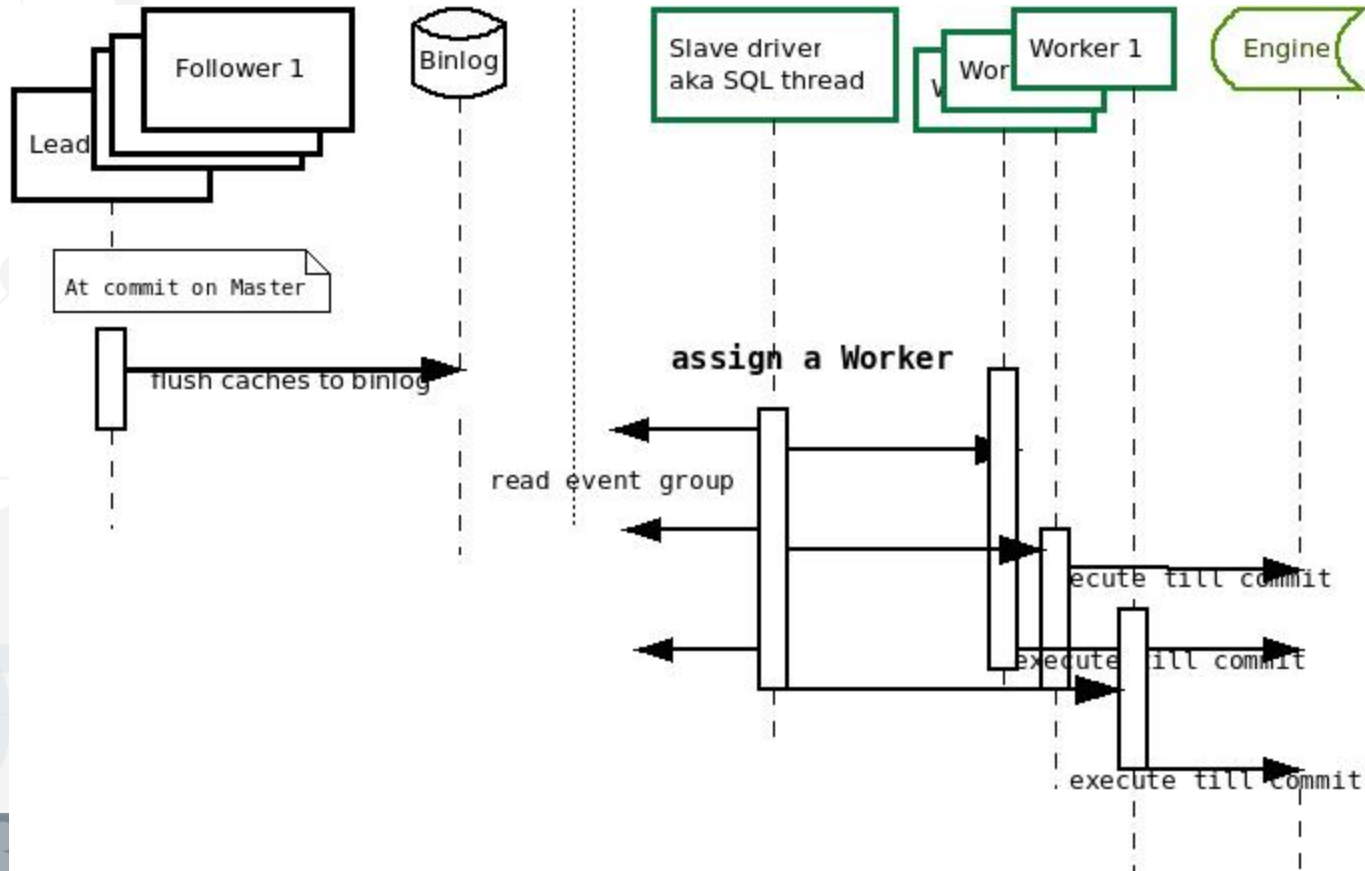 Follower 1
Lead
Binlog
Slave driver
aka SQL thread
Wor
Worker 1
Engine
At commit on Master
flush caches to binlog
assign a Worker
read event group
ecute till commit
execute till commit
execute till commit